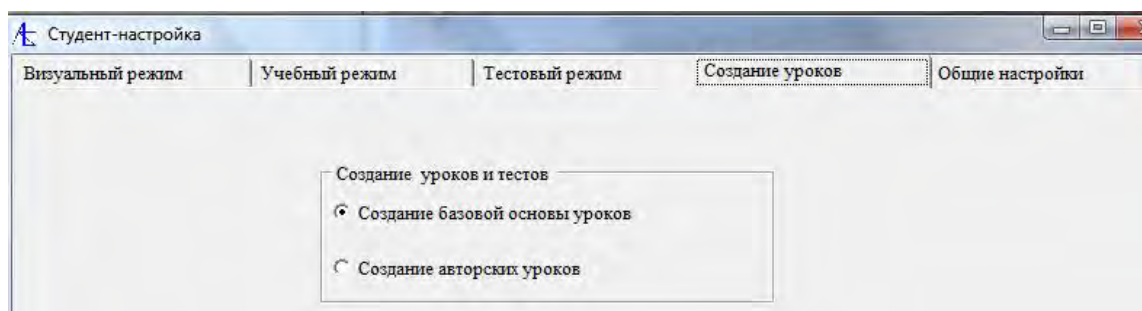 Студент-настройка
Визуальный режим Учебный режим Тестовый режим Создание уроков Общие настройки
Создание уроков и тестов
Создание базовой основы уроков
Создание авторских уроков